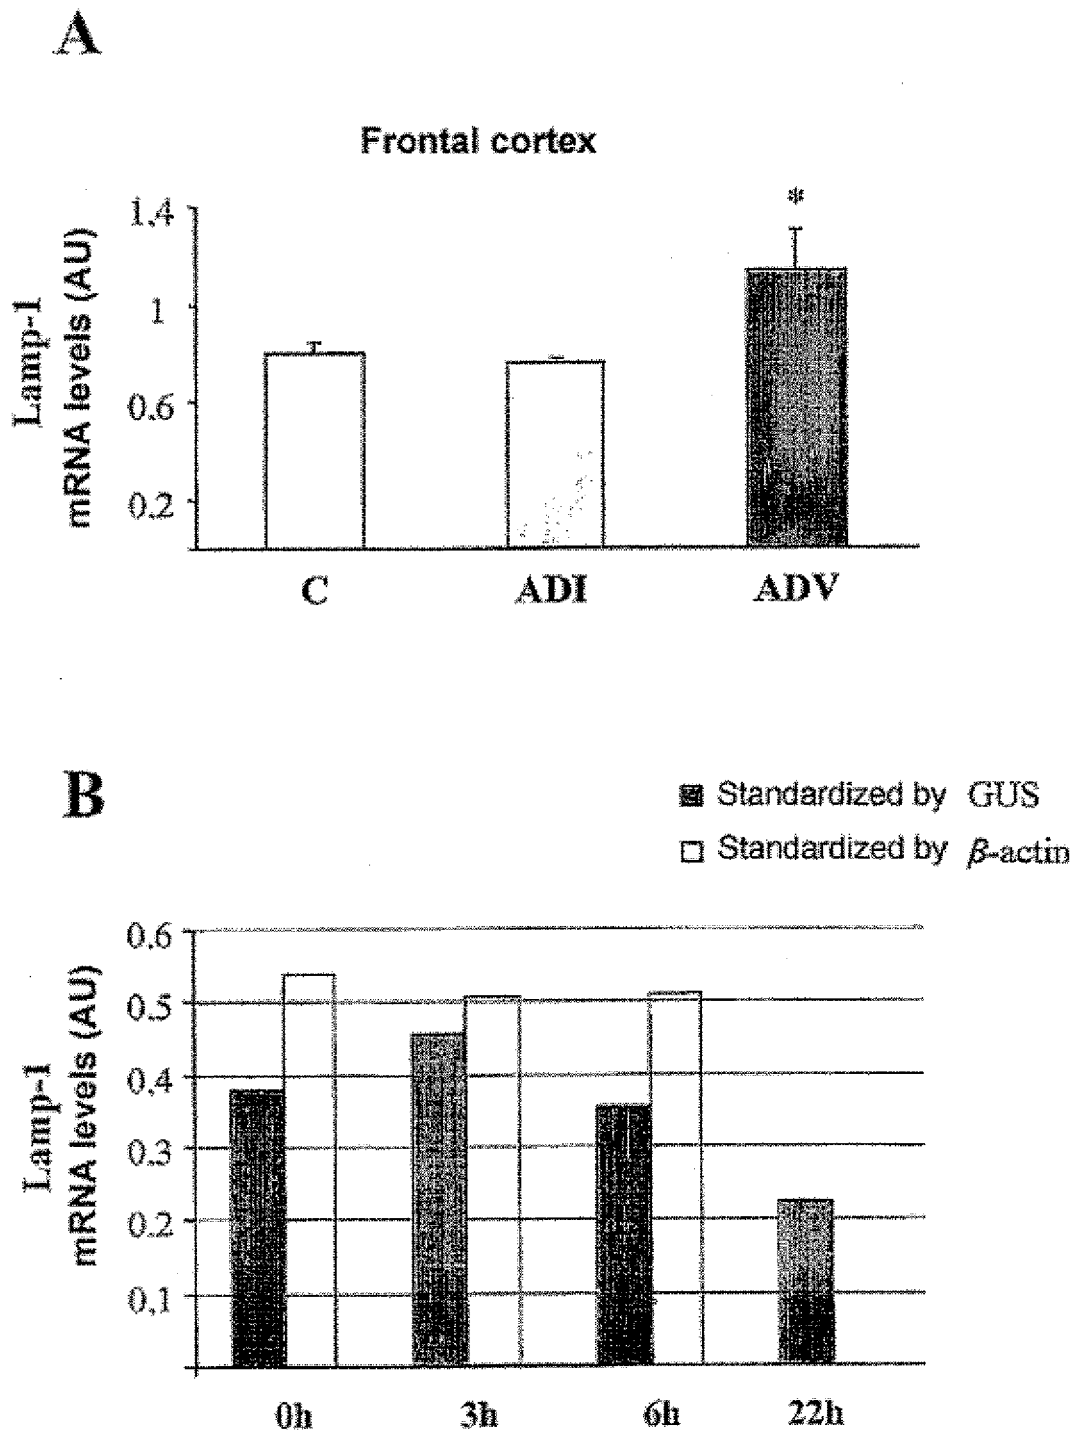 A
Frontal cortex
Lamp-1
mRNA levels (AU)
1,4
1
0,6
0,2
*
C ADI ADV
B
Standardized by GUS
Standardized by β-actin
Lamp-1
mRNA levels (AU)
0,6
0,5
0,4
0,3
0,2
0,1
0h 3h 6h 22h